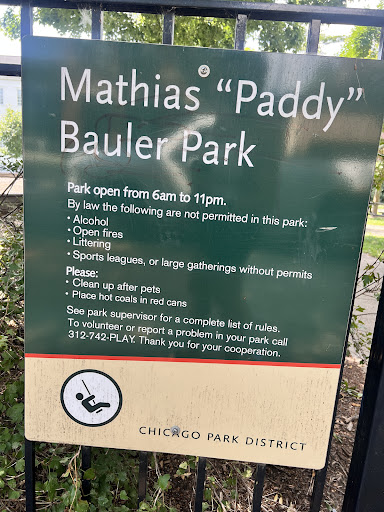 Mathias "Paddy"
Bauler Park
Park open from 6am to 11pm.
By law the following are not permitted in this park:
• Alcohol
• Open fires
• Littering
• Sports leagues, or large gatherings without permits
Please:
• Clean up after pets
• Place hot coals in red cans
See park supervisor for a complete list of rules.
To volunteer or report a problem in your park call
312-742-PLAY. Thank you for your cooperation.
CHICAGO PARK DISTRICT